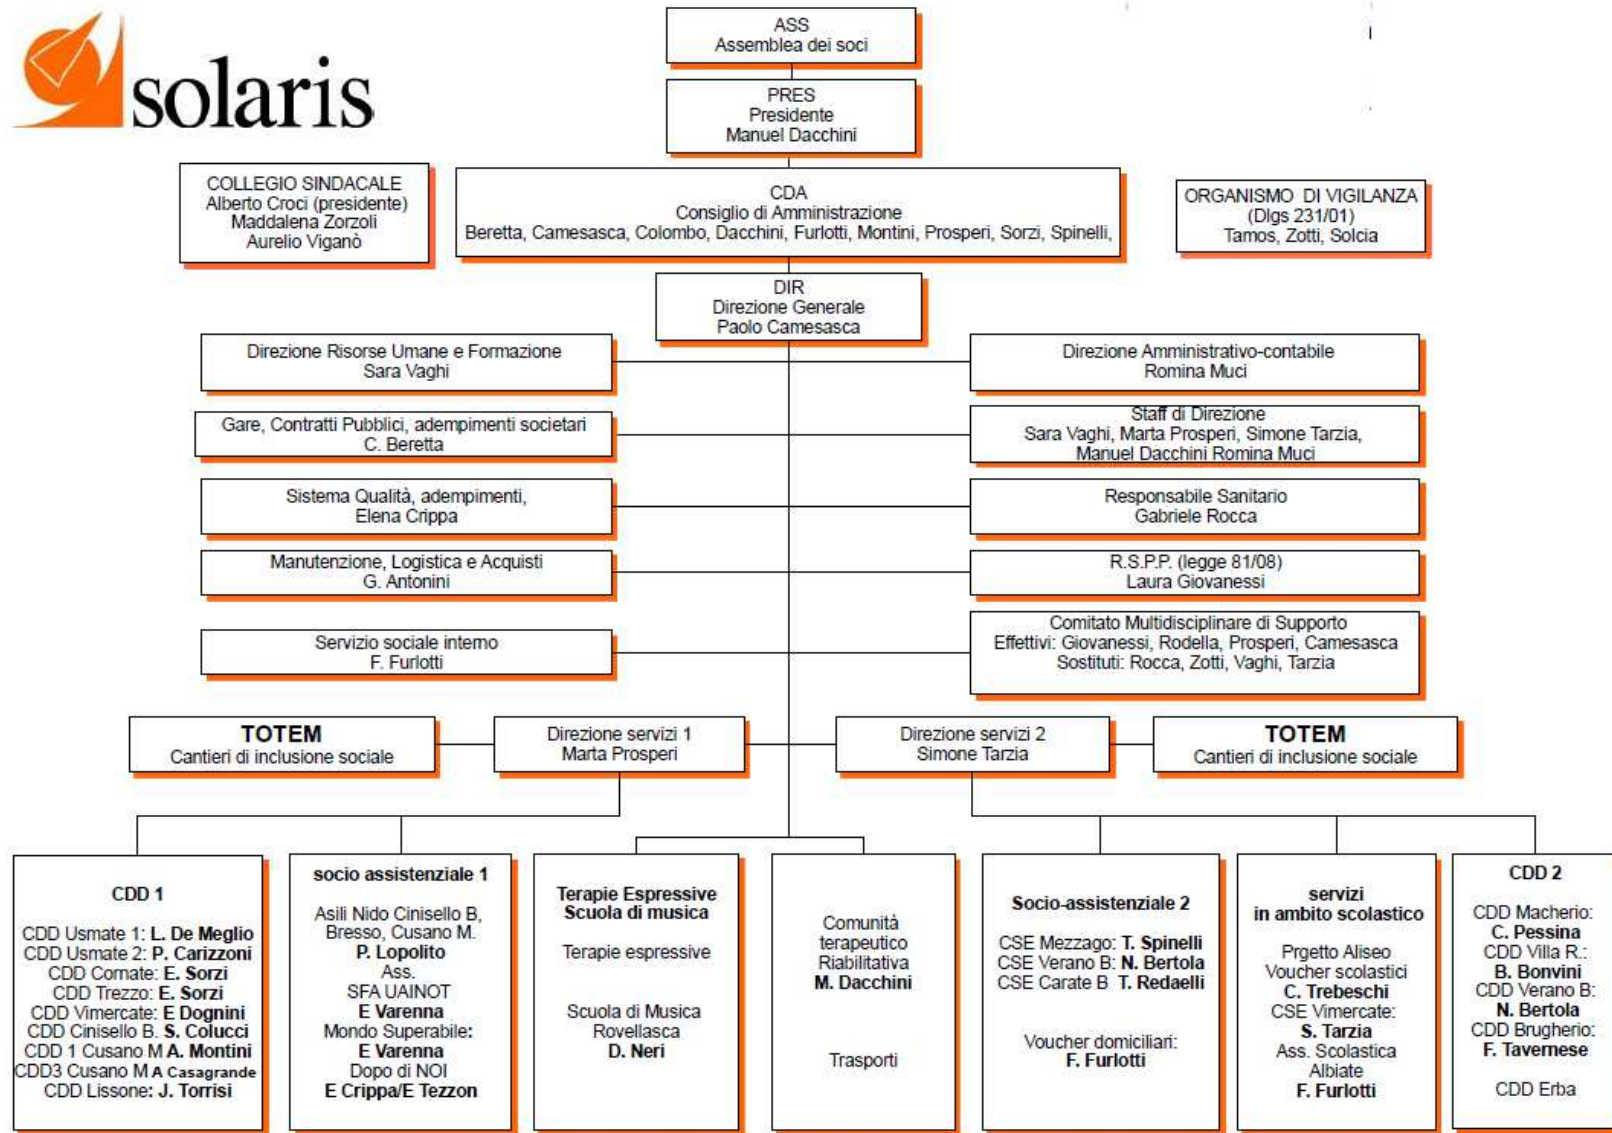 solaris
ASS
Assemblea dei soci
PRES
Presidente
Manuel Dacchini
COLLEGIO SINDACALE
Alberto Croci (presidente)
Maddalena Zorzoli
Aurelio Viganò
CDA
Consiglio di Amministrazione
Beretta, Camesasca, Colombo, Dacchini, Furlotti, Montini, Prosperi, Sorzi, Spinelli,
ORGANISMO DI VIGILANZA
(Dlgs 231/01)
Tamos, Zotti, Solcia
DIR
Direzione Generale
Paolo Camesasca
Direzione Risorse Umane e Formazione
Sara Vaghi
Direzione Amministrativo-contabile
Romina Muci
Gare, Contratti Pubblici, adempimenti societari
C. Beretta
Staff di Direzione
Sara Vaghi, Marta Prosperi, Simone Tarzia,
Manuel Dacchini Romina Muci
Sistema Qualità, adempimenti,
Elena Crippa
Responsabile Sanitario
Gabriele Rocca
Manutenzione, Logistica e Acquisti
G. Antonini
R.S.P.P. (legge 81/08)
Laura Giovanessi
Servizio sociale interno
F. Furlotti
Comitato Multidisciplinare di Supporto
Effettivi: Giovanessi, Rodella, Prosperi, Camesasca
Sostituti: Rocca, Zotti, Vaghi, Tarzia
TOTEM
Cantieri di inclusione sociale
Direzione servizi 1
Marta Prosperi
Direzione servizi 2
Simone Tarzia
TOTEM
Cantieri di inclusione sociale
CDD 1
CDD Usmate 1: L. De Meglio
CDD Usmate 2: P. Carizzoni
CDD Cornate: E. Sorzi
CDD Trezzo: E. Sorzi
CDD Vimercate: E Dognini
CDD Cinisello B. S. Colucci
CDD 1 Cusano M A. Montini
CDD3 Cusano M A Casagrande
CDD Lissone: J. Torrisi
socio assistenziale 1
Asili Nido Cinisello B,
Bresso, Cusano M.
P. Lopolito
Ass.
SFA UAINOT
E Varenna
Mondo Superabile:
E Varenna
Dopo di NOI
E Crippa/E Tezzon
Terapie Espressive
Scuola di musica
Terapie espressive
Scuola di Musica
Rovellasca
D. Neri
Comunità
terapeutico
Riabilitativa
M. Dacchini
Trasporti
Socio-assistenziale 2
CSE Mezzago: T. Spinelli
CSE Verano B: N. Bertola
CSE Carate B T. Redaelli
Voucher domiciliari:
F. Furlotti
servizi
in ambito scolastico
Prgetto Aliseo
Voucher scolastici
C. Trebeschi
CSE Vimercate:
S. Tarzia
Ass. Scolastica
Albiate
F. Furlotti
CDD 2
CDD Macherio:
C. Pessina
CDD Villa R.:
B. Bonvini
CDD Verano B:
N. Bertola
CDD Brugherio:
F. Tavernese
CDD Erba